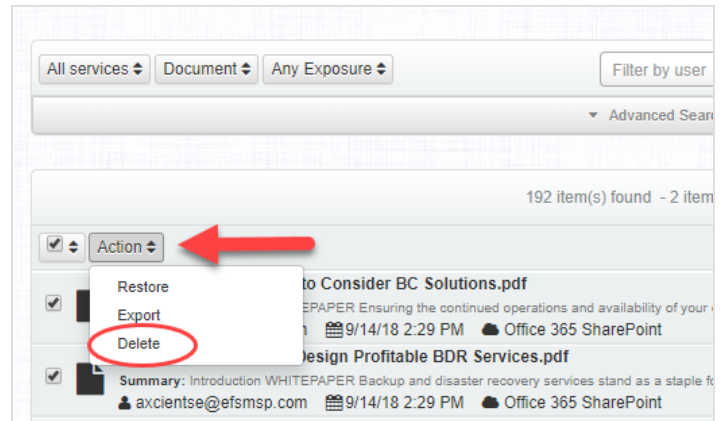 All services Document Any Exposure Filter by user
Advanced Sear
192 item(s) found - 2 item
Action
Restore
Export
Delete
to Consider BC Solutions.pdf
EPAPER Ensuring the continued operations and availability of your
9/14/18 2:29 PM Office 365 SharePoint
Design Profitable BDR Services.pdf
Summary: Introduction WHITEPAPER Backup and disaster recovery services stand as a staple fo
axcientse@efsmsp.com 9/14/18 2:29 PM Office 365 SharePoint